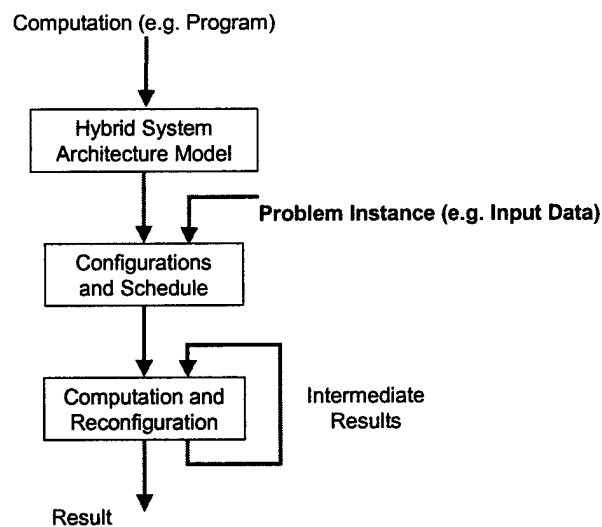 Computation (e.g. Program)
Hybrid System
Architecture Model
Problem Instance (e.g. Input Data)
Configurations
and Schedule
Computation and
Reconfiguration
Intermediate
Results
Result